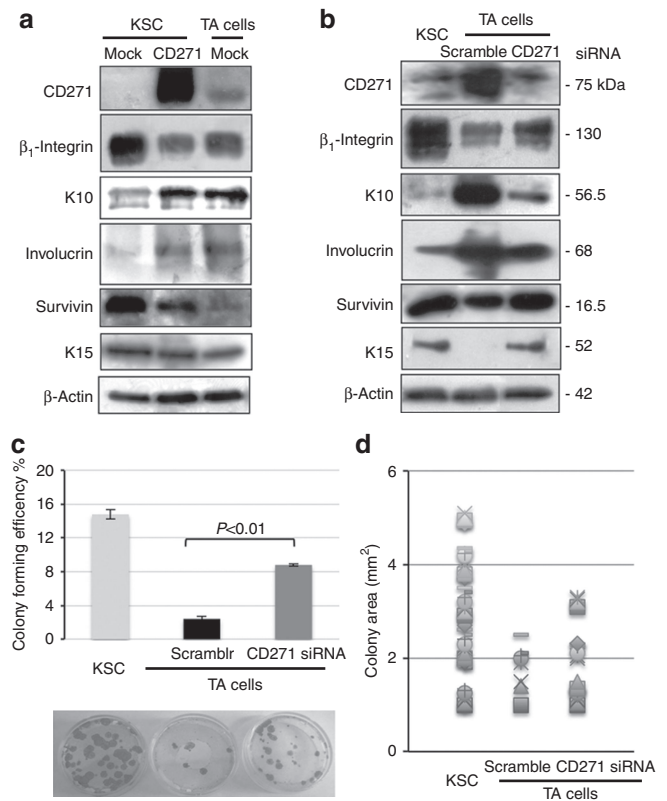 a
KSC TA cells
Mock CD271 Mock
CD271
β1-Integrin
K10
Involucrin
Survivin
K15
β-Actin
b
TA cells
KSC
Scramble CD271 siRNA
CD271 - 75 kDa
β1-Integrin - 130
K10 - 56.5
Involucrin - 68
Survivin - 16.5
K15 - 52
β-Actin - 42
c
Colony forming efficency %
20
16
12
8
4
0
P<0.01
KSC
Scramblr CD271 siRNA
TA cells
d
Colony area (mm2)
6
4
2
0
KSC
Scramble CD271 siRNA
TA cells